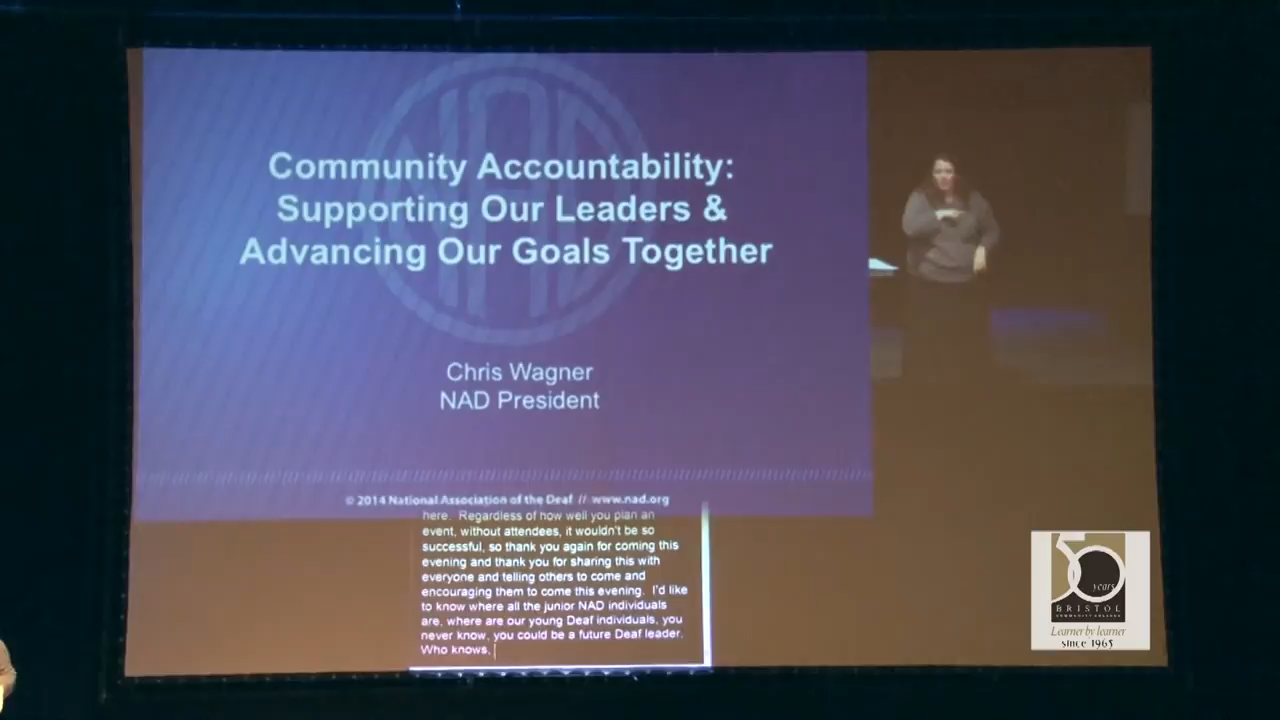 NAD
Community Accountability:
Supporting Our Leaders &
Advancing Our Goals Together
Chris Wagner
NAD President
© 2014 National Association of the Deaf // www.nad.org
here. Regardless of how well you plan an
event, without attendees, it wouldn't be so
successful, so thank you again for coming this
evening and thank you for sharing this with
everyone and telling others to come and
encouraging them to come this evening. I'd like
to know where all the junior NAD individuals
are, where are our young Deaf individuals, you
never know, you could be a future Deaf leader.
Who knows,
50
years
BRISTOL
COMMUNITY COLLEGE
Learner by learner
since 1965